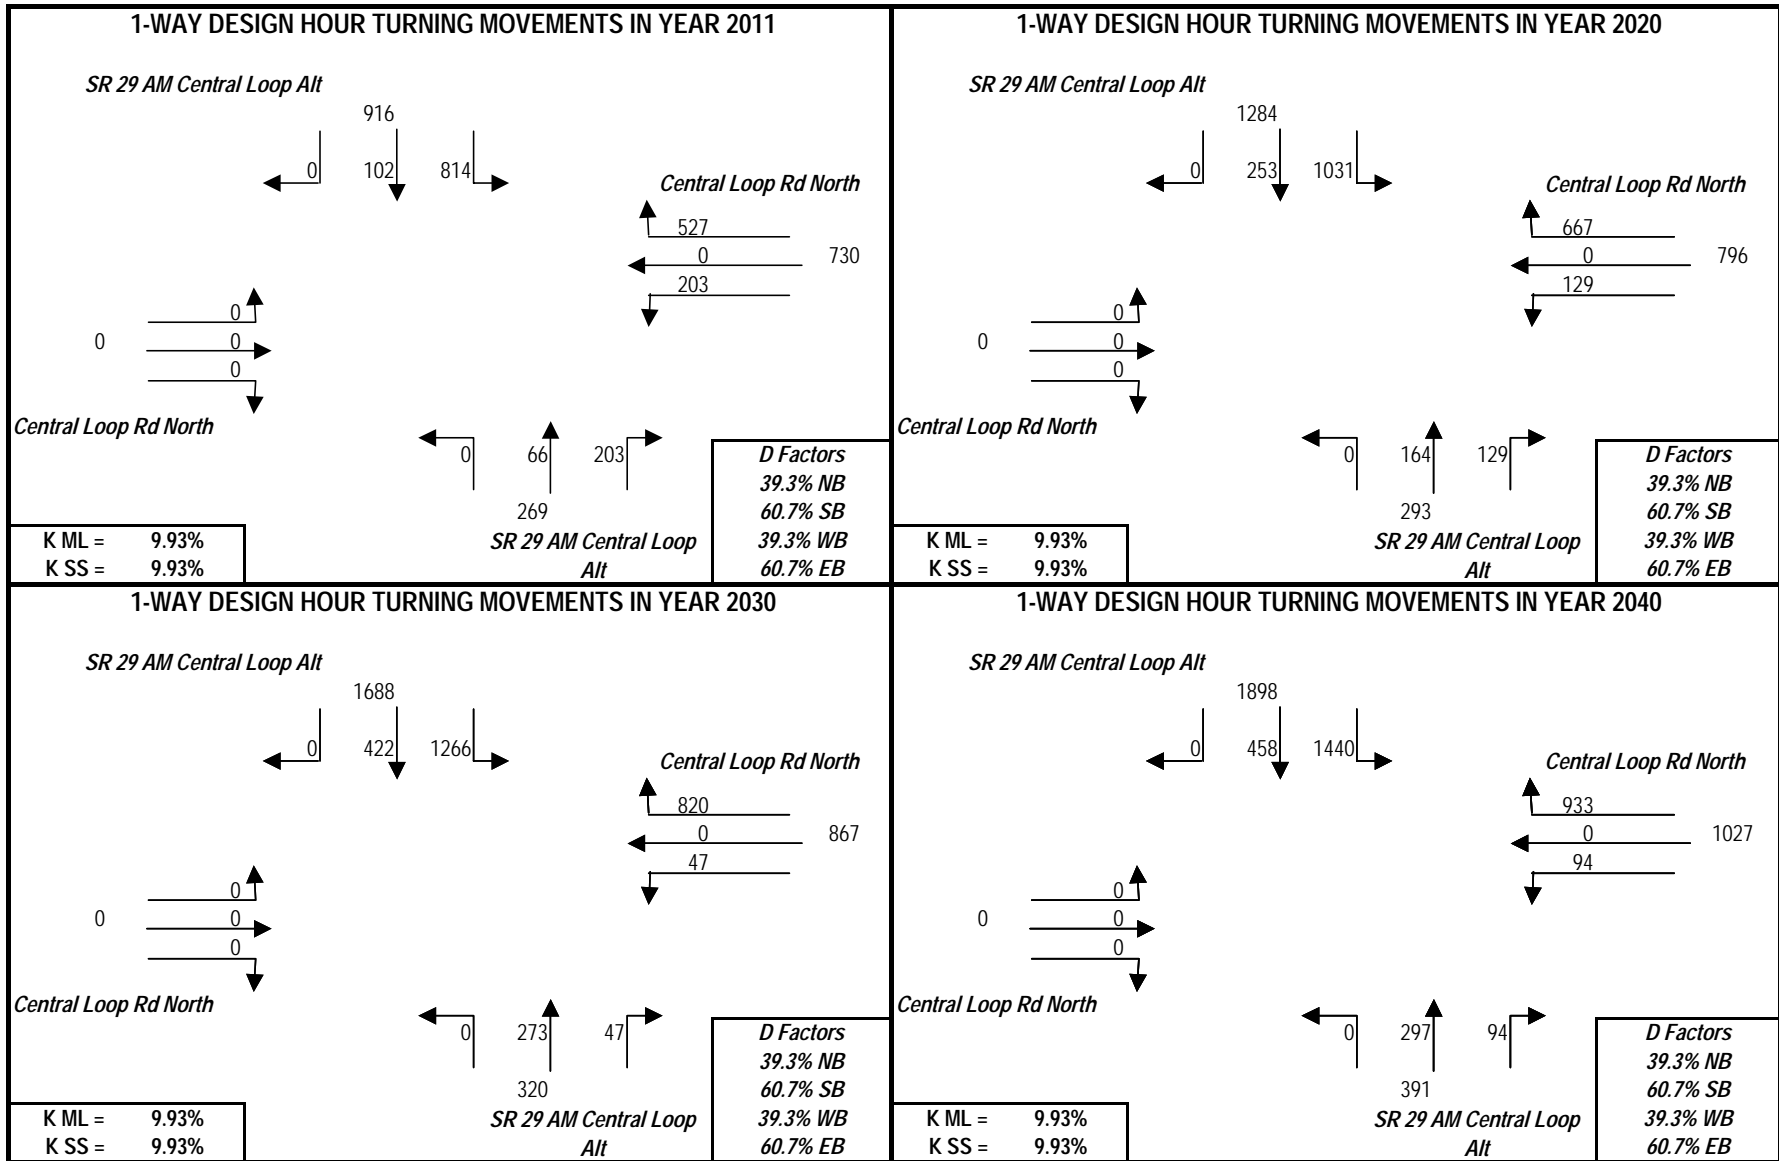 1-WAY DESIGN HOUR TURNING MOVEMENTS IN YEAR 2011
SR 29 AM Central Loop Alt
916
0 102 814
Central Loop Rd North
527
0 730
203
0
0 0
0
Central Loop Rd North
0 66 203
269
SR 29 AM Central Loop
Alt
D Factors
39.3% NB
60.7% SB
39.3% WB
60.7% EB
K ML = 9.93%
K SS = 9.93%
1-WAY DESIGN HOUR TURNING MOVEMENTS IN YEAR 2020
SR 29 AM Central Loop Alt
1284
0 253 1031
Central Loop Rd North
667
0 796
129
0
0 0
0
Central Loop Rd North
0 164 129
293
SR 29 AM Central Loop
Alt
D Factors
39.3% NB
60.7% SB
39.3% WB
60.7% EB
K ML = 9.93%
K SS = 9.93%
1-WAY DESIGN HOUR TURNING MOVEMENTS IN YEAR 2030
SR 29 AM Central Loop Alt
1688
0 422 1266
Central Loop Rd North
820
0 867
47
0
0 0
0
Central Loop Rd North
0 273 47
320
SR 29 AM Central Loop
Alt
D Factors
39.3% NB
60.7% SB
39.3% WB
60.7% EB
K ML = 9.93%
K SS = 9.93%
1-WAY DESIGN HOUR TURNING MOVEMENTS IN YEAR 2040
SR 29 AM Central Loop Alt
1898
0 458 1440
Central Loop Rd North
933
0 1027
94
0
0 0
0
Central Loop Rd North
0 297 94
391
SR 29 AM Central Loop
Alt
D Factors
39.3% NB
60.7% SB
39.3% WB
60.7% EB
K ML = 9.93%
K SS = 9.93%